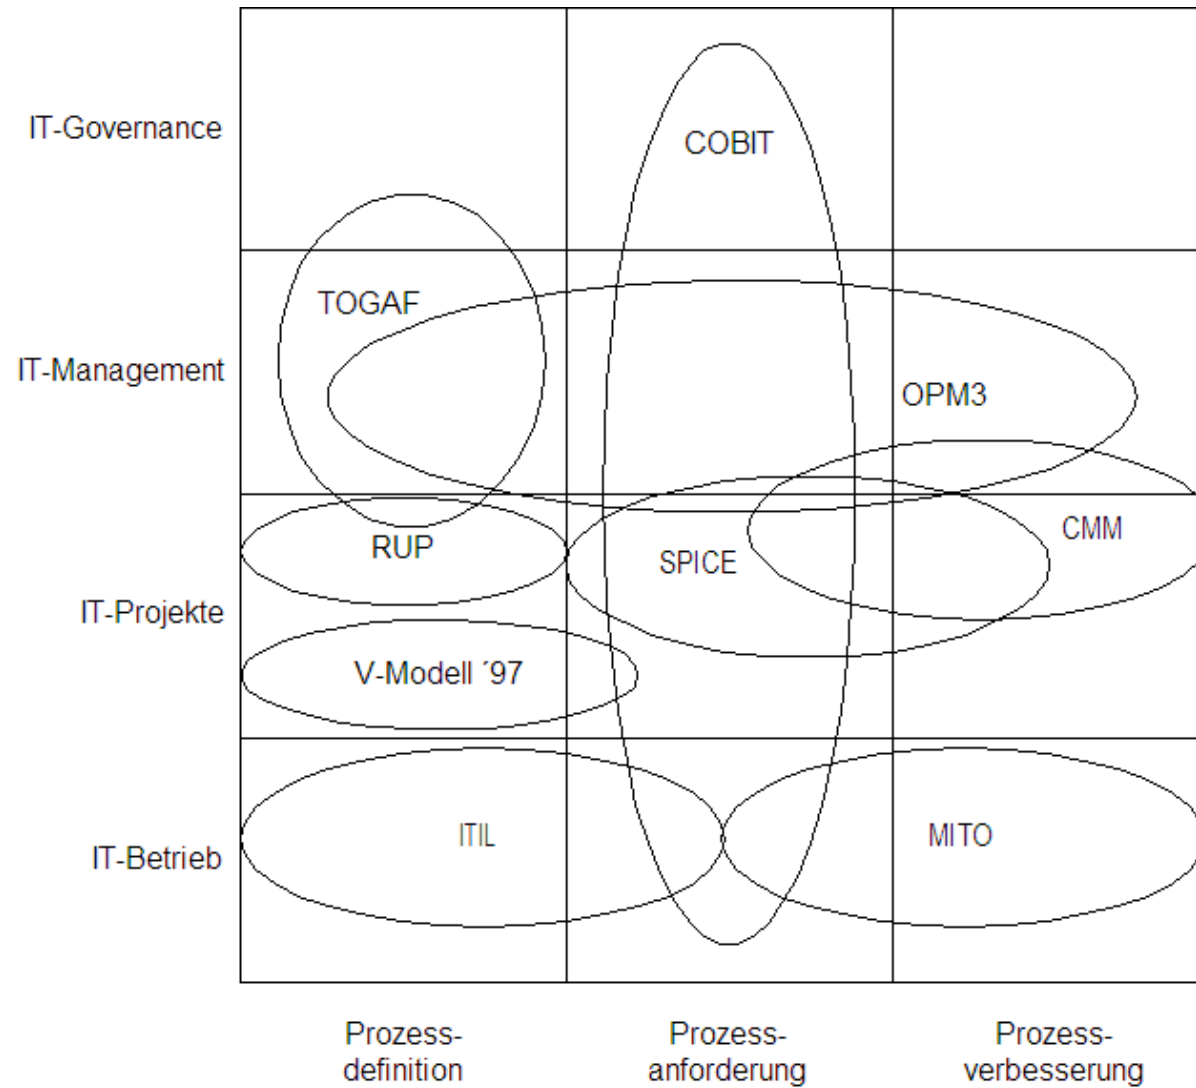 IT-Governance
COBIT
TOGAF
IT-Management
OPM3
CMM
RUP
SPICE
IT-Projekte
V-Modell ´97
ITIL
MITO
IT-Betrieb
Prozess-
definition
Prozess-
anforderung
Prozess-
verbesserung